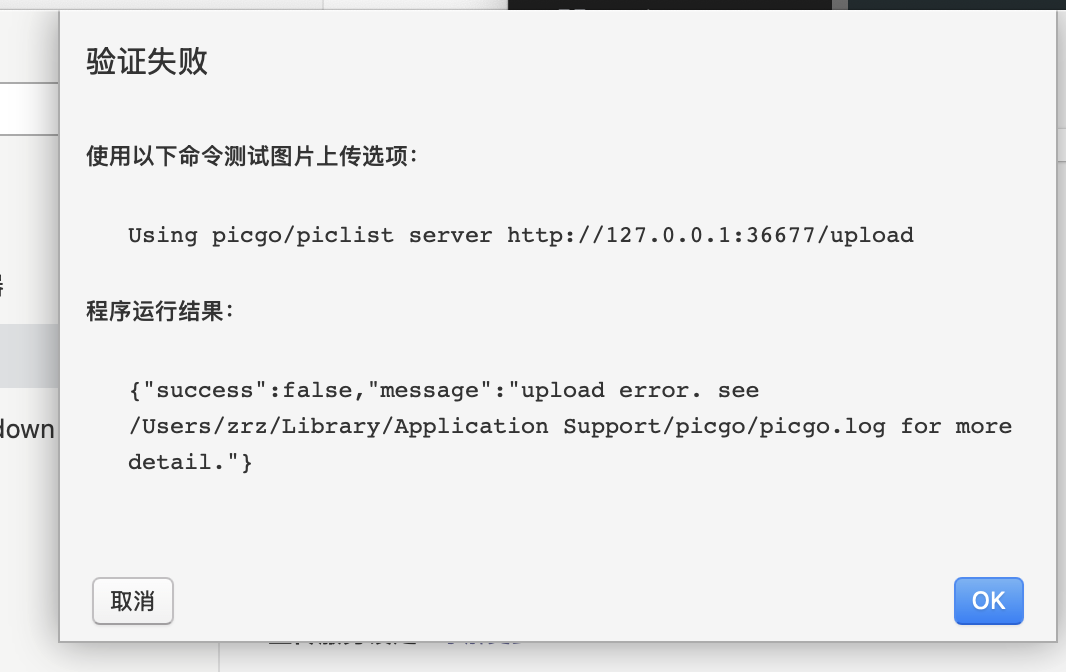 验证失败
使用以下命令测试图片上传选项：
Using picgo/piclist server http://127.0.0.1:36677/upload
程序运行结果：
{"success":false,"message":"upload error. see
/Users/zrz/Library/Application Support/picgo/picgo.log for more
detail."}
down
取消
OK